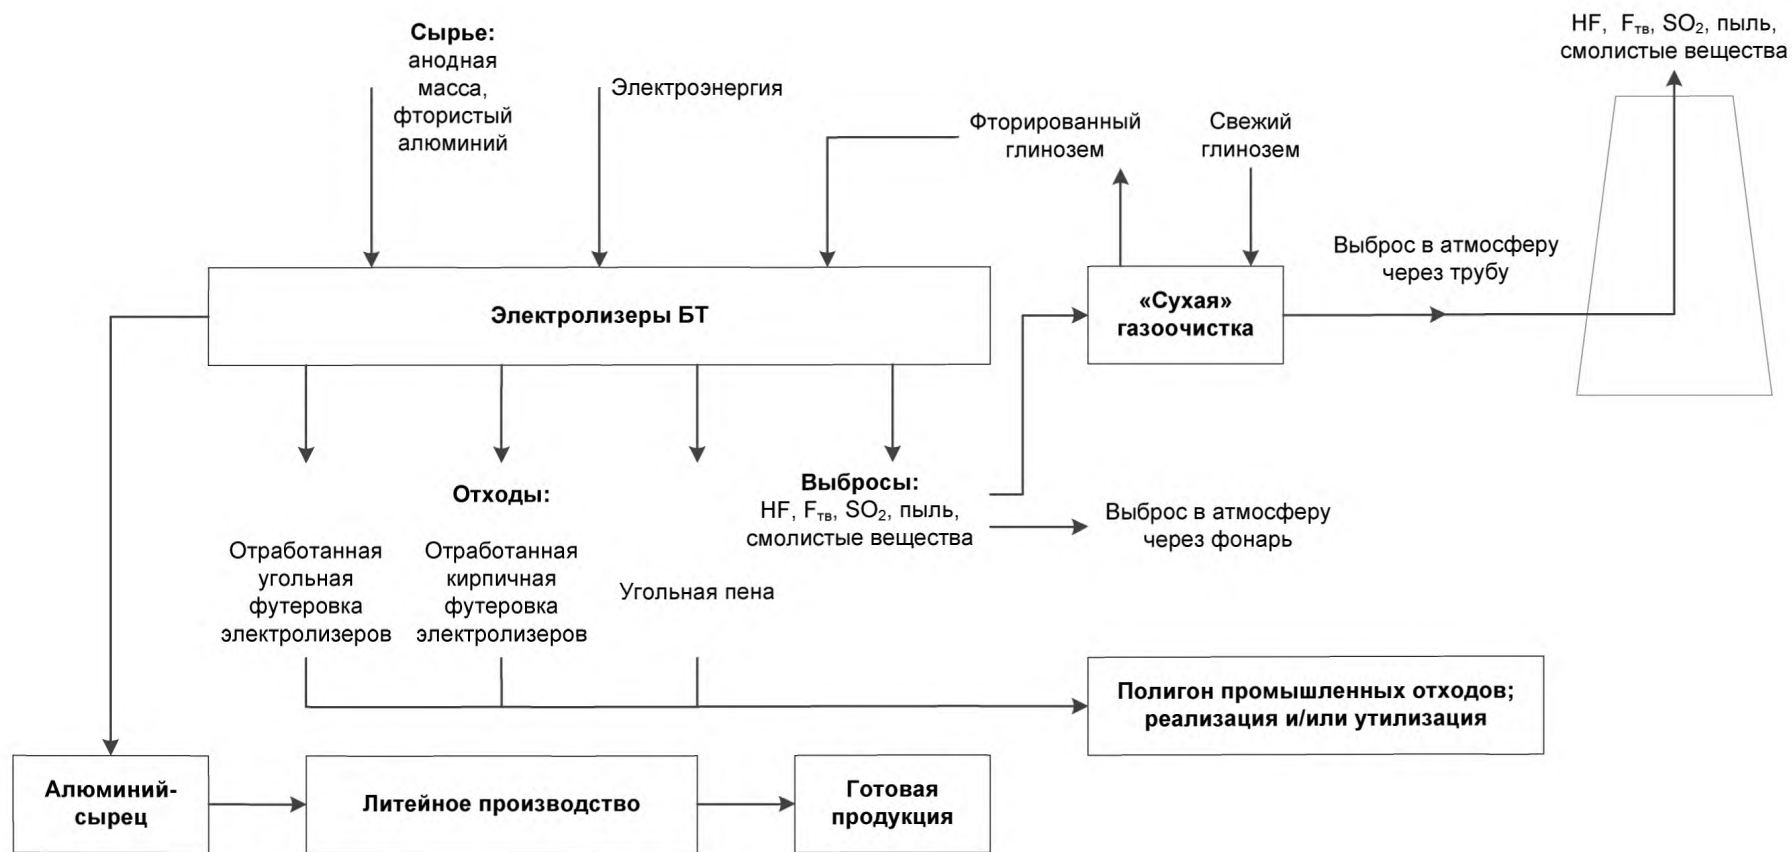 Сырье:
анодная
масса,
фтористый
алюминий
Электроэнергия
Фторированный
глинозем
Свежий
глинозем
HF, Fтв, SO2, пыль,
смолистые вещества
Выброс в атмосферу
через трубу
Электролизеры БТ
«Сухая»
газоочистка
Отходы:
Выбросы:
HF, Fтв, SO2, пыль,
смолистые вещества
Выброс в атмосферу
через фонарь
Отработанная
угольная
футеровка
электролизеров
Отработанная
кирпичная
футеровка
электролизеров
Угольная пена
Полигон промышленных отходов;
реализация и/или утилизация
Алюминий-
сырец
Литейное производство
Готовая
продукция